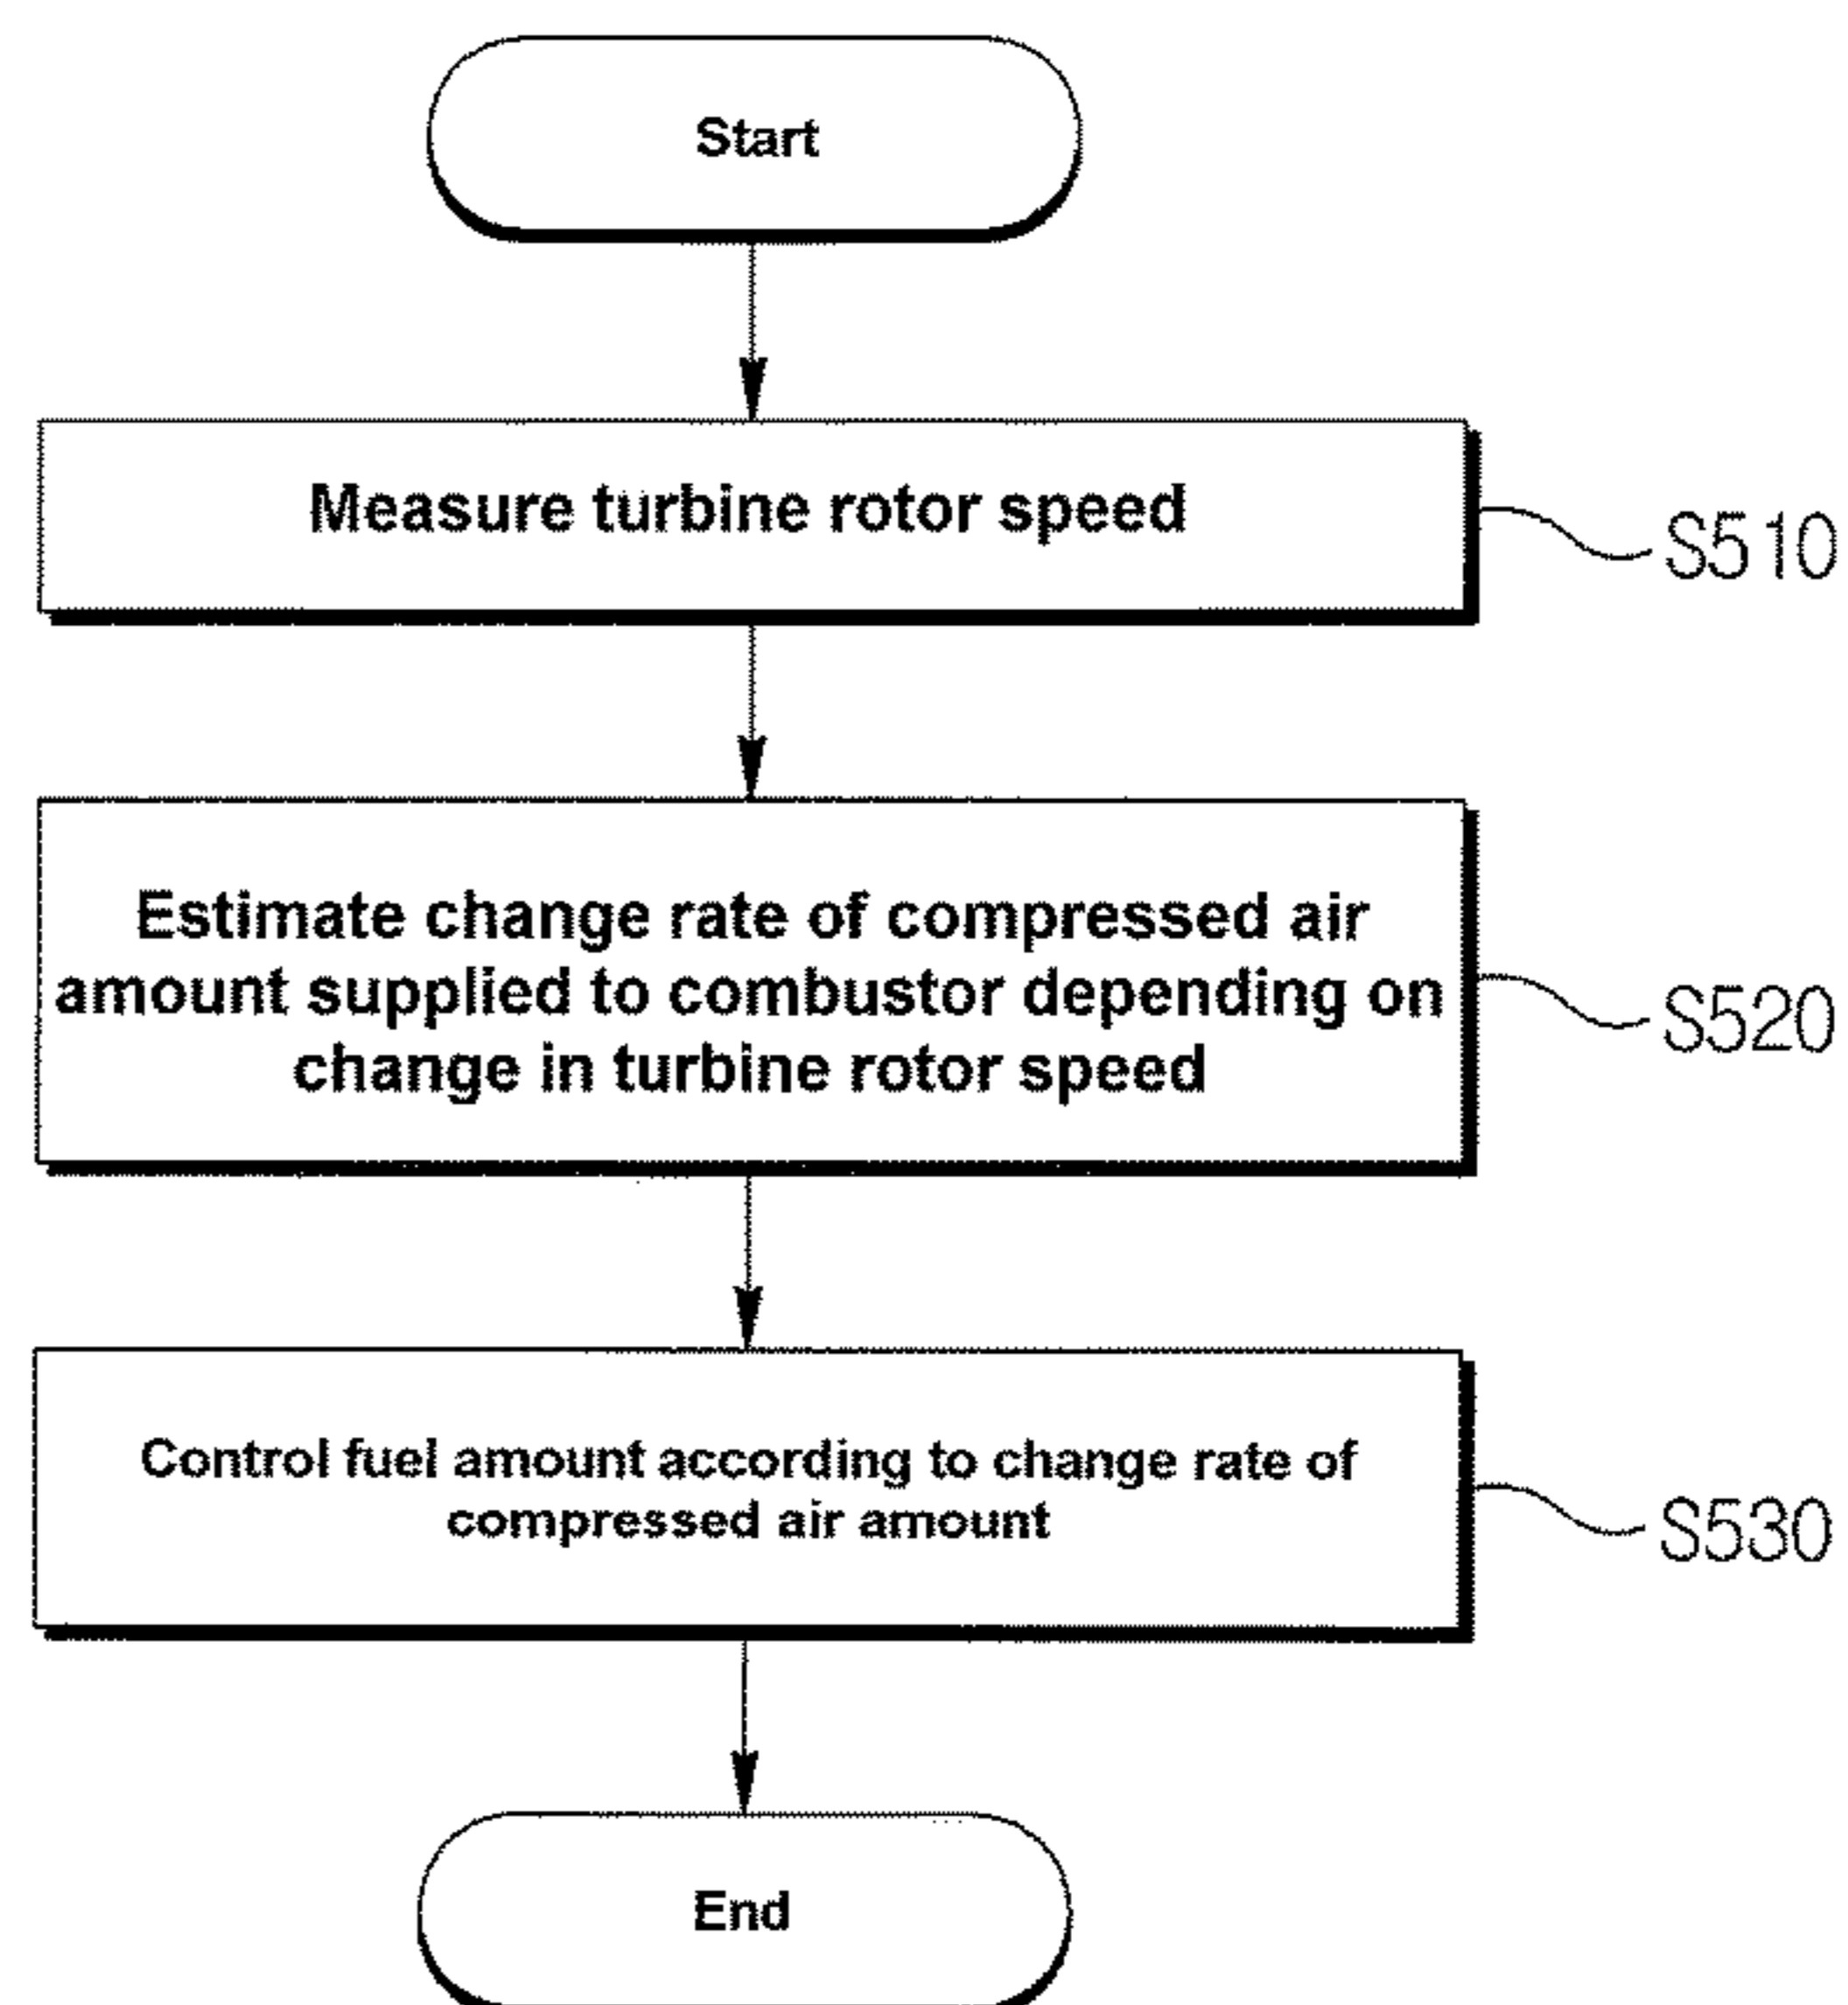 Start
Measure turbine rotor speed
S510
Estimate change rate of compressed air
amount supplied to combustor depending on
change in turbine rotor speed
S520
Control fuel amount according to change rate of
compressed air amount
S530
End